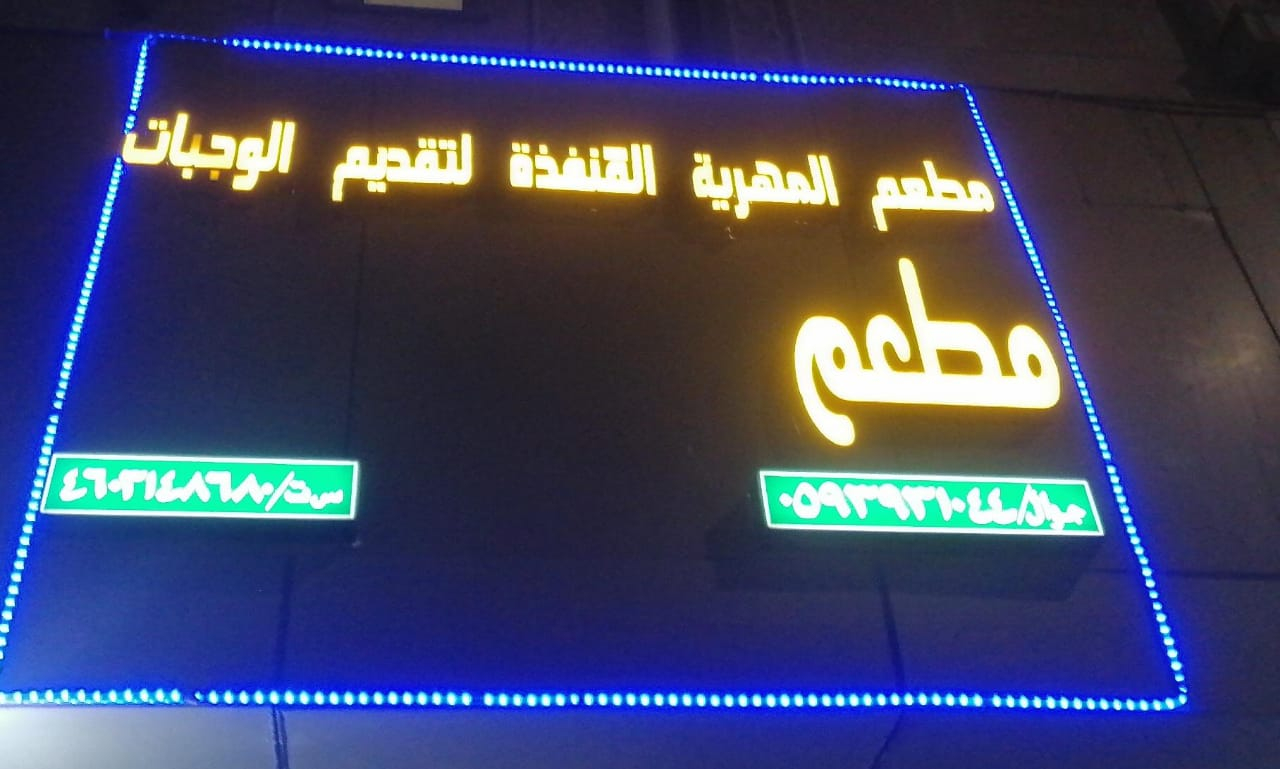 مطعم المهرية القنفذة لتقديم الوجبات
مطعم
جوال/٠٥٩٣٩٣١٠٤٤
س.ت/٤٦٠٣١٤٨٦٨٠